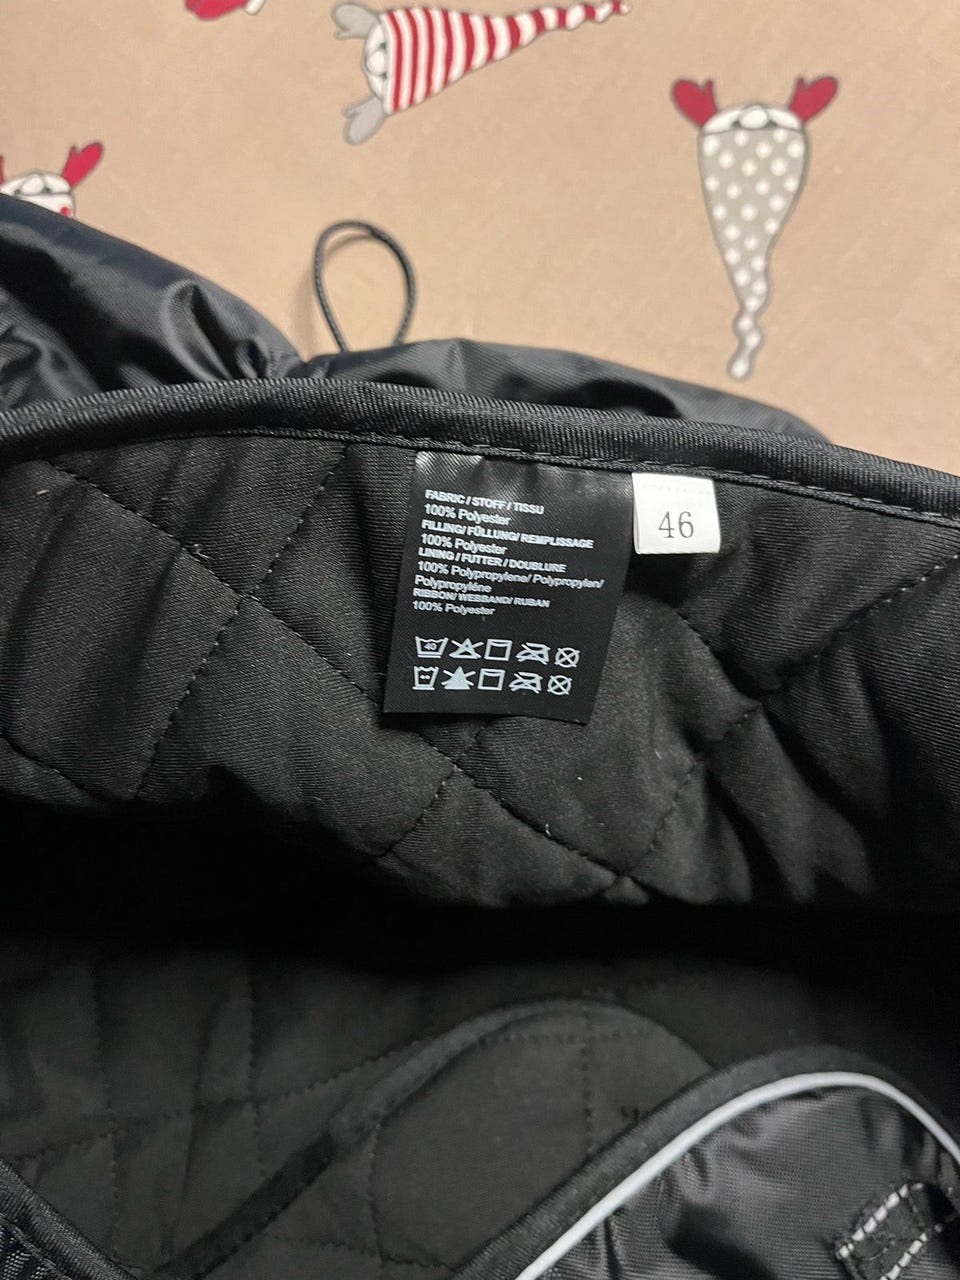 FABRIC / STOFF / TISSU
100% Polyester
FILLING/ FÜLLUNG/ REMPLISSAGE
100% Polyester
LINING / FUTTER / DOUBLURE
100% Polypropylene/ Polypropylen/
Polypropylène
RIBBON/ WEBBAND/ RUBAN
100% Polyester
40
46